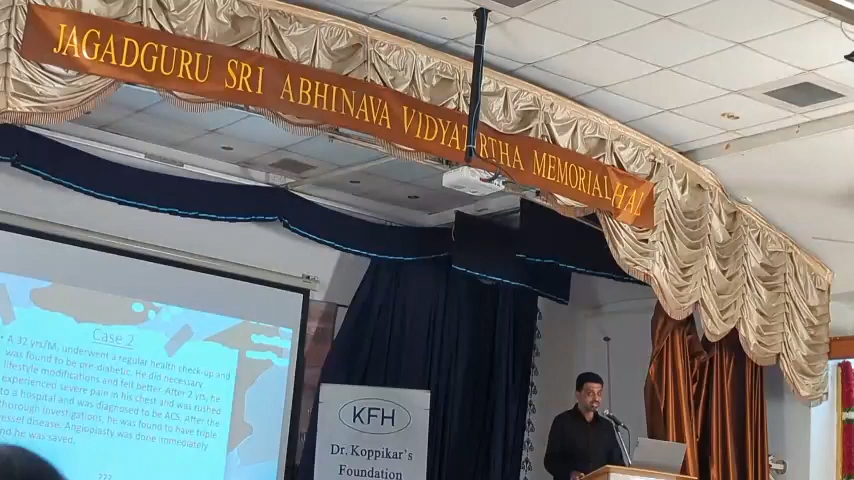 JAGADGURU SRI ABHINAVA VIDYATIRTHA MEMORIAL HAL
Case 2
• A 32 yrs/M, underwent a regular health check-up and
was found to be pre-diabetic. He did necessary
lifestyle modifications and felt better. After 2 yrs, he
experienced severe pain in his chest and was rushed
to a hospital and was diagnosed to be ACS. After the
thorough investigations, he was found to have triple
vessel disease. Angioplasty was done immediately
and he was saved.
???
KFH
Dr. Koppikar's
Foundation